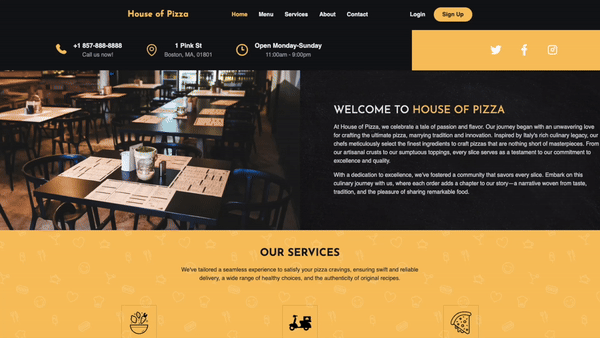 House of Pizza
Home Menu Services About Contact
Login Sign Up
+1 857-888-8888
Call us now!
1 Pink St
Boston, MA, 01801
Open Monday-Sunday
11:00am - 9:00pm
WELCOME TO HOUSE OF PIZZA
At House of Pizza, we celebrate a tale of passion and flavor. Our journey began with an unwavering love
for crafting the ultimate pizza, marrying tradition and innovation. Inspired by Italy's rich culinary legacy, our
chefs meticulously select the finest ingredients to craft pizzas that are nothing short of masterpieces. From
our artisanal crusts to our sumptuous toppings, every slice serves as a testament to our commitment to
excellence and quality.
With a dedication to excellence, we've fostered a community that savors every slice. Embark on this
culinary journey with us, where each order adds a chapter to our story—a narrative woven from taste,
tradition, and the pleasure of sharing remarkable food.
OUR SERVICES
We've tailored a seamless experience to satisfy your pizza cravings, ensuring swift and reliable
delivery, a wide range of healthy choices, and the authenticity of original recipes.